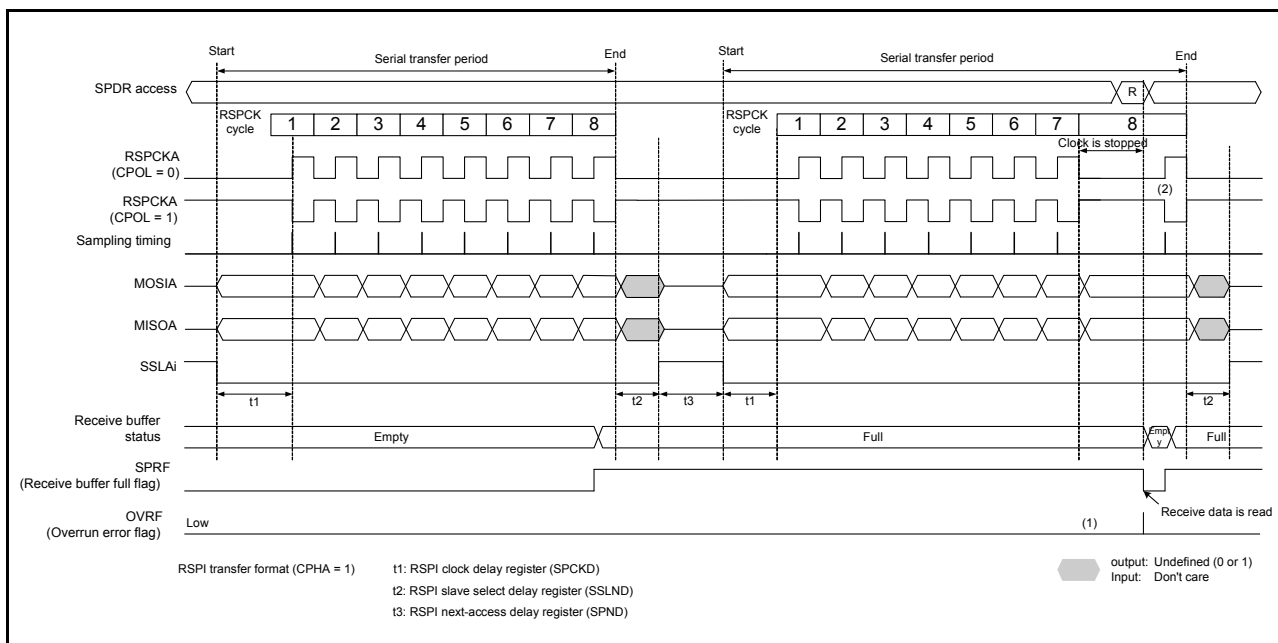 Start
Serial transfer period
End
Start
Serial transfer period
End
SPDR access
R
RSPCK
cycle
1 2 3 4 5 6 7 8
RSPCK
cycle
1 2 3 4 5 6 7 8
Clock is stopped
RSPCKA
(CPOL = 0)
(2)
RSPCKA
(CPOL = 1)
Sampling timing
MOSIA
MISOA
SSLAi
t1
t2
t3
t1
t2
Receive buffer
status
Empty
Full
Empt
y
Full
SPRF
(Receive buffer full flag)
Receive data is read
OVRF
(Overrun error flag)
Low
(1)
RSPI transfer format (CPHA = 1)
t1: RSPI clock delay register (SPCKD)
t2: RSPI slave select delay register (SSLND)
t3: RSPI next-access delay register (SPND)
output: Undefined (0 or 1)
Input: Don't care